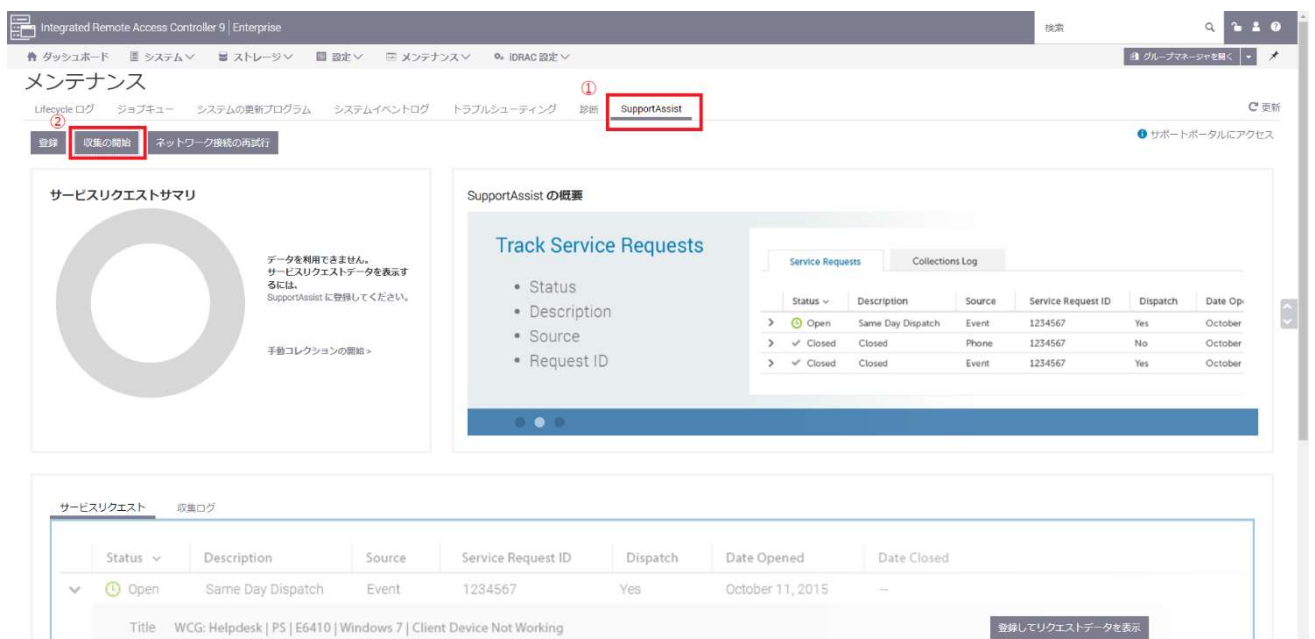 Integrated Remote Access Controller 9 | Enterprise
検索
ダッシュボード システム ストレージ 設定 メンテナンス iDRAC 設定
グループマネージャを開く
メンテナンス
①
Lifecycle ログ ジョブキュー システムの更新プログラム システムイベントログ トラブルシューティング 診断 SupportAssist
更新
②
登録 収集の開始 ネットワーク接続の再試行
サポートポータルにアクセス
サービスリクエストサマリ
データを利用できません。
サービスリクエストデータを表示す
るには、
SupportAssist に登録してください。
手動コレクションの開始 >
SupportAssist の概要
Track Service Requests
• Status
• Description
• Source
• Request ID
Service Requests Collections Log
Status Description Source Service Request ID Dispatch Date Op
Open Same Day Dispatch Event 1234567 Yes October
Closed Closed Phone 1234567 No October
Closed Closed Event 1234567 Yes October
サービスリクエスト 収集ログ
Status Description Source Service Request ID Dispatch Date Opened Date Closed
Open Same Day Dispatch Event 1234567 Yes October 11, 2015 --
Title WCG: Helpdesk | PS | E6410 | Windows 7 | Client Device Not Working
登録してリクエストデータを表示